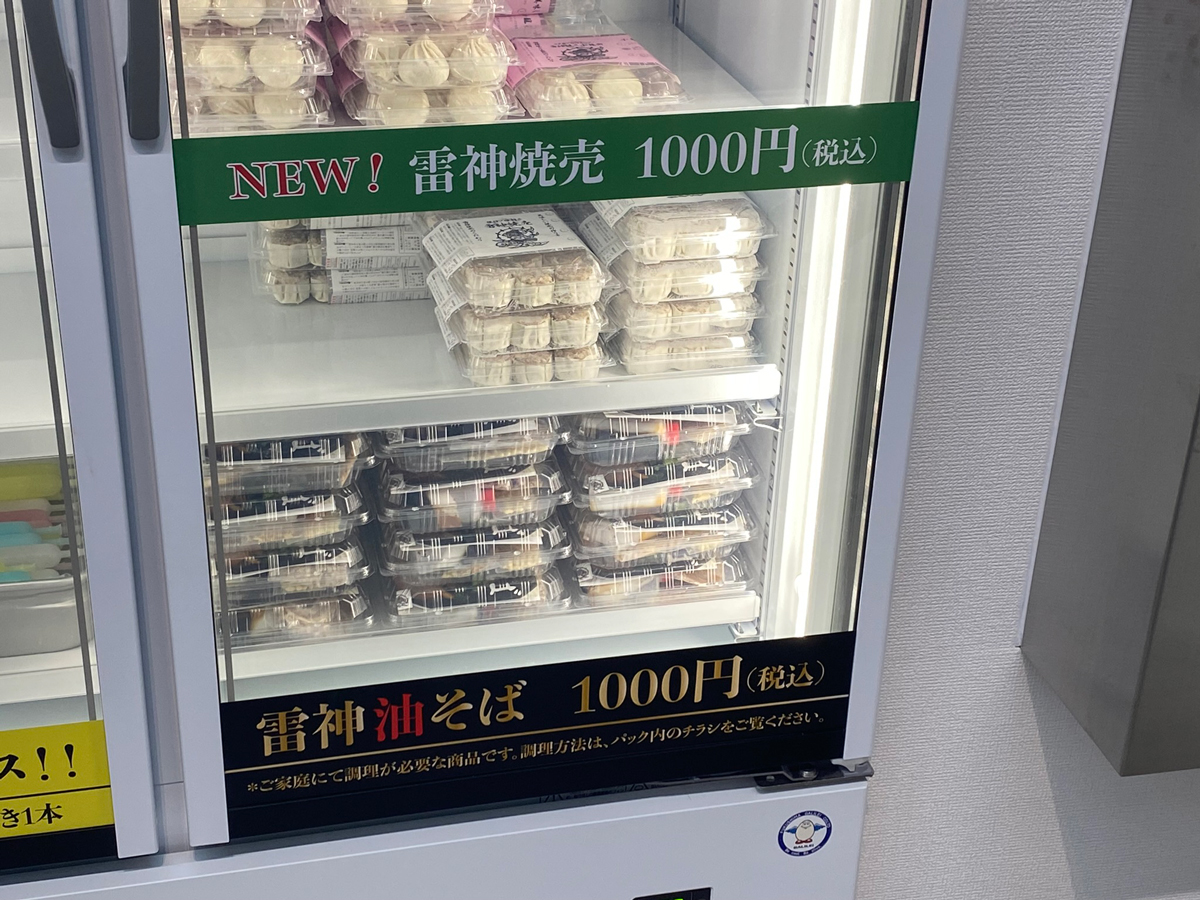 NEW! 雷神焼売 1000円(税込)
ス!!
き1本
雷神油そば 1000円(税込)
*ご家庭にて調理が必要な商品です。調理方法は、パック内のチラシをご覧ください。